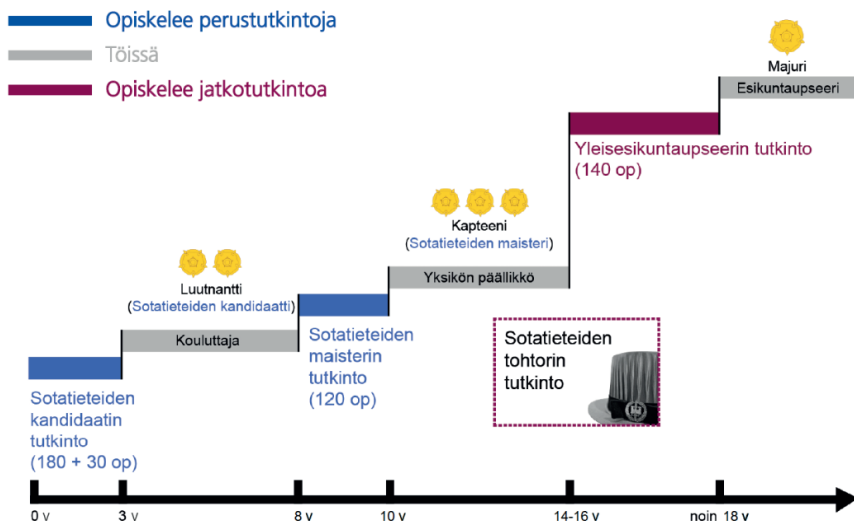 Opiskelee perustutkintoja
Töissä
Opiskelee jatkotutkintoa
Majuri
Esikuntaupseeri
Yleisesikuntaupseerin tutkinto
(140 op)
Kapteeni
(Sotatieteiden maisteri)
Yksikön päällikkö
Luutnantti
(Sotatieteiden kandidaatti)
Kouluttaja
Sotatieteiden
maisterin
tutkinto
(120 op)
Sotatieteiden
tohtorin
tutkinto
Sotatieteiden
kandidaatin
tutkinto
(180 + 30 op)
0 v 3 v 8 v 10 v 14-16 v noin 18 v